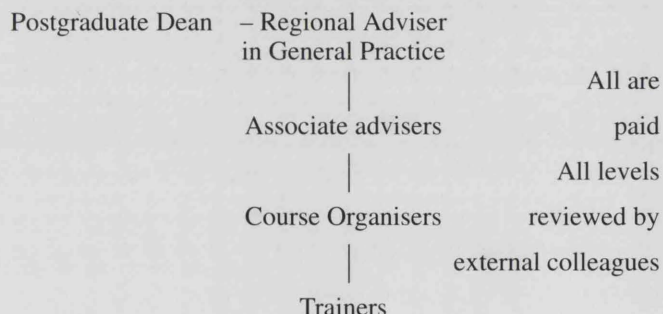 Postgraduate Dean – Regional Adviser
in General Practice
All are
Associate advisers paid
All levels
Course Organisers reviewed by
external colleagues
Trainers